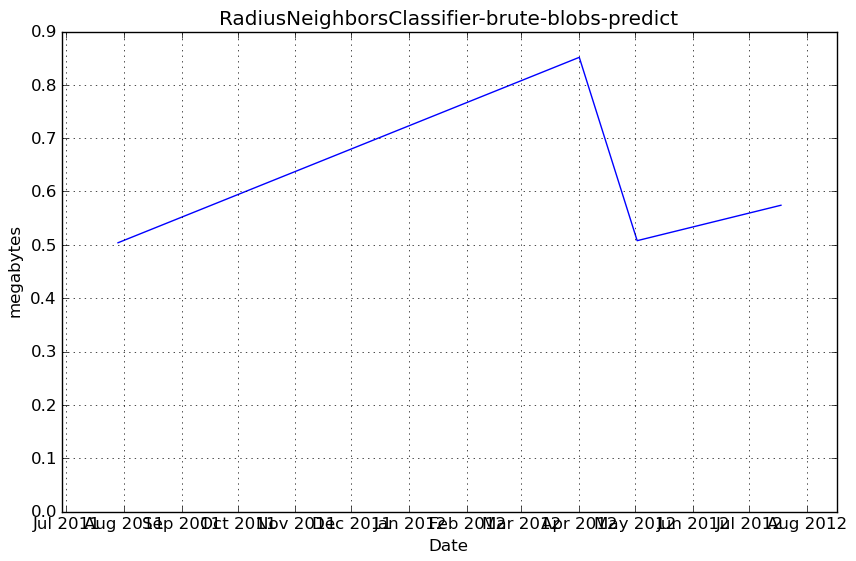 RadiusNeighborsClassifier-brute-blobs-predict
0.9
0.8
0.7
0.6
0.5
0.4
0.3
0.2
0.1
0.0
megabytes
Jul 2011 Aug 2011 Sep 2011 Oct 2011 Nov 2011 Dec 2011 Jan 2012 Feb 2012 Mar 2012 Apr 2012 May 2012 Jun 2012 Jul 2012 Aug 2012
Date